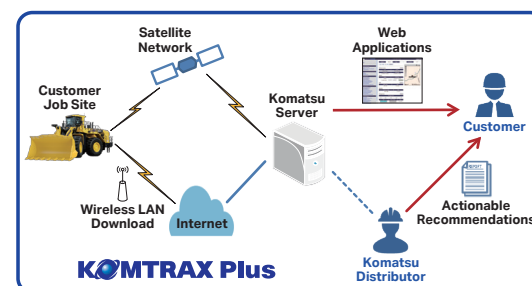 Satellite
Network
Web
Applications
Customer
Job Site
Komatsu
Server
Customer
Wireless LAN
Download
Internet
REPORT
Actionable
Recommendations
Komatsu
Distributor
KOMTRAX Plus